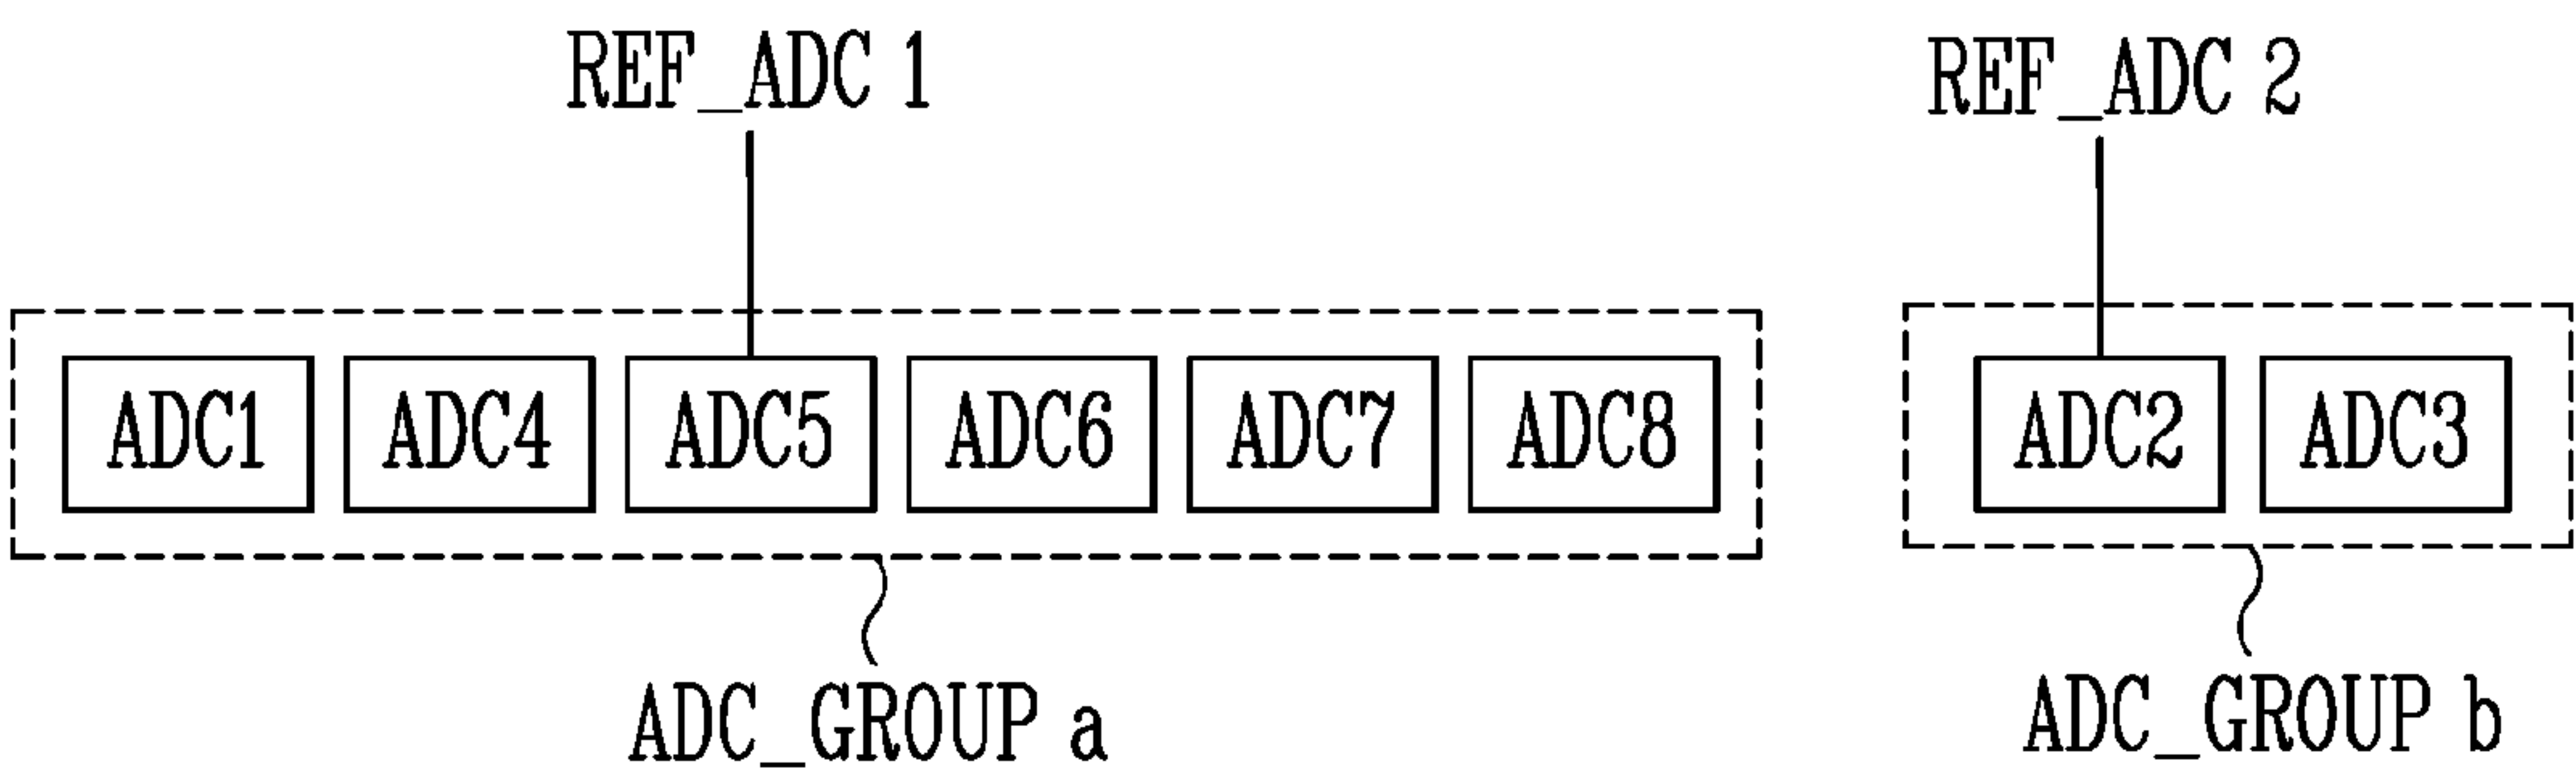 REF_ADC 1 REF_ADC 2
ADC1 ADC4 ADC5 ADC6 ADC7 ADC8 ADC2 ADC3
ADC_GROUP a ADC_GROUP b